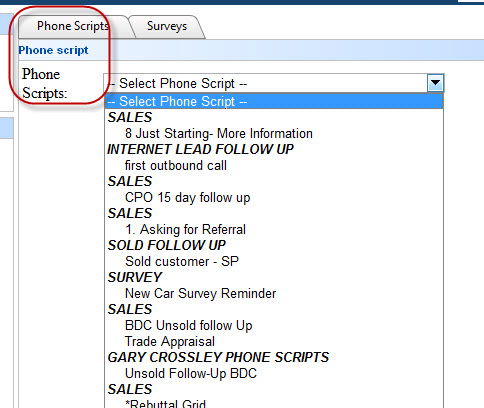 Phone Scripts
Surveys
Phone script
Phone
Scripts:
-- Select Phone Script --
-- Select Phone Script --
SALES
8 Just Starting- More Information
INTERNET LEAD FOLLOW UP
first outbound call
SALES
CPO 15 day follow up
SALES
1. Asking for Referral
SOLD FOLLOW UP
Sold customer - SP
SURVEY
New Car Survey Reminder
SALES
BDC Unsold follow Up
Trade Appraisal
GARY CROSSLEY PHONE SCRIPTS
Unsold Follow-Up BDC
SALES
*Rebuttal Grid